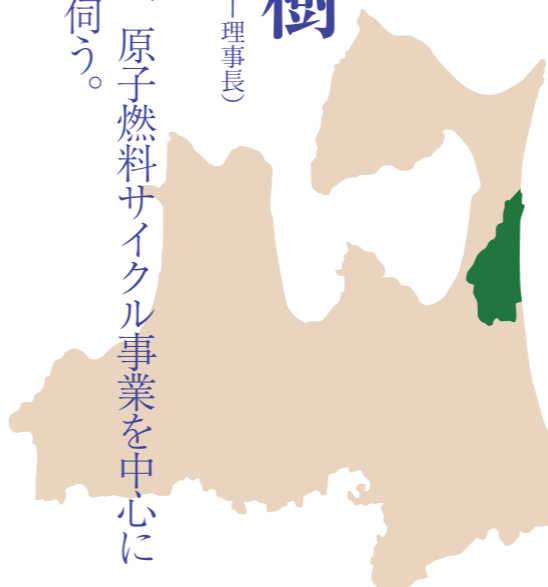 樹
ー理事長）
原子燃料サイクル事業を中心に
伺う。